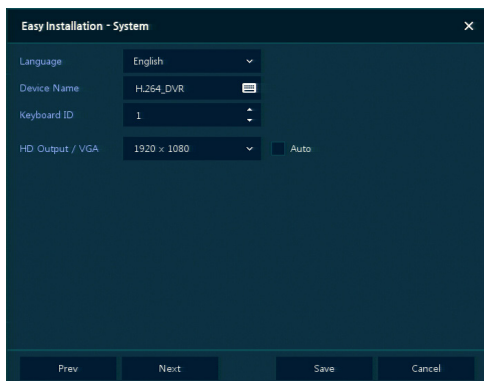 Easy Installation - System
Language English
Device Name H.264_DVR
Keyboard ID 1
HD Output / VGA 1920 x 1080 Auto
Prev Next Save Cancel